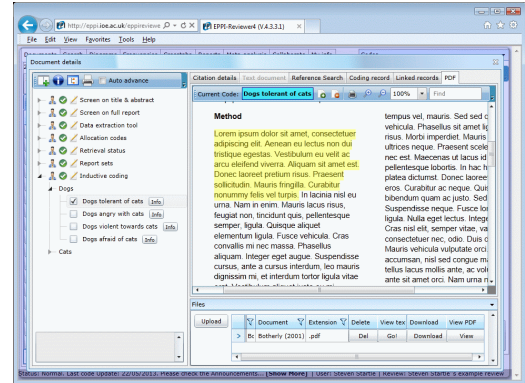 http://eppi.ioe.ac.uk/eppireviewe
EPPI-Reviewer4 (V.4.3.3.1)
File Edit View Favorites Tools Help
Document details
Auto advance
Screen on title & abstract
Screen on full report
Data extraction tool
Allocation codes
Retrieval status
Report sets
Inductive coding
Dogs
Dogs tolerant of cats Info
Dogs angry with cats Info
Dogs violent towards cats Info
Dogs afraid of cats Info
Cats
Citation details Text document Reference Search Coding record Linked records PDF
Current Code: Dogs tolerant of cats 100% Find
Method
Lorem ipsum dolor sit amet, consectetuer
adipiscing elit. Aenean eu lectus non dui
tristique egestas. Vestibulum eu velit ac
arcu eleifend viverra. Aliquam sit amet est.
Donec laoreet pretium risus. Praesent
sollicitudin. Mauris fringilla. Curabitur
nonummy felis vel turpis. In lacinia nisl eu
urna. Nam in enim. Mauris lacus risus,
feugiat non, tincidunt quis, pellentesque
semper, ligula. Quisque aliquet
elementum ligula. Fusce vehicula. Cras
convallis mi nec massa. Phasellus
aliquam. Integer eget augue. Suspendisse
cursus, ante a cursus interdum, leo mauris
dignissim mi, et interdum tortor ligula vitae
tempus vel, mauris. Sed sed c
vehicula. Phasellus sit amet lig
risus. Morbi imperdiet. Mauris
ultrices neque. Praesent scele
nec est. Maecenas ut lacus id
pellentesque lobortis. In hac h
platea dictumst. Donec laoree
eros. Curabitur ac neque. Quis
bibendum quam ac justo. Sed
Suspendisse neque. Fusce lo
ligula. Nulla eget lectus. Intege
Cras nisl elit, semper vitae, va
consectetuer nec, odio. Duis c
Mauris vehicula vulputate orci.
accumsan, nisl sed congue m
tellus lacus mollis ante, ac volu
ante sit amet orci. Nam urna n
Files
Upload Document Extension Delete View tex Download View PDF
Bc Botherly (2001) .pdf Del Go! Download View
Status: Normal. Last code Update: 22/05/2013. Please check the Announcements... [Show More] | User: Steven Startle | Review: Steven Startle's example review